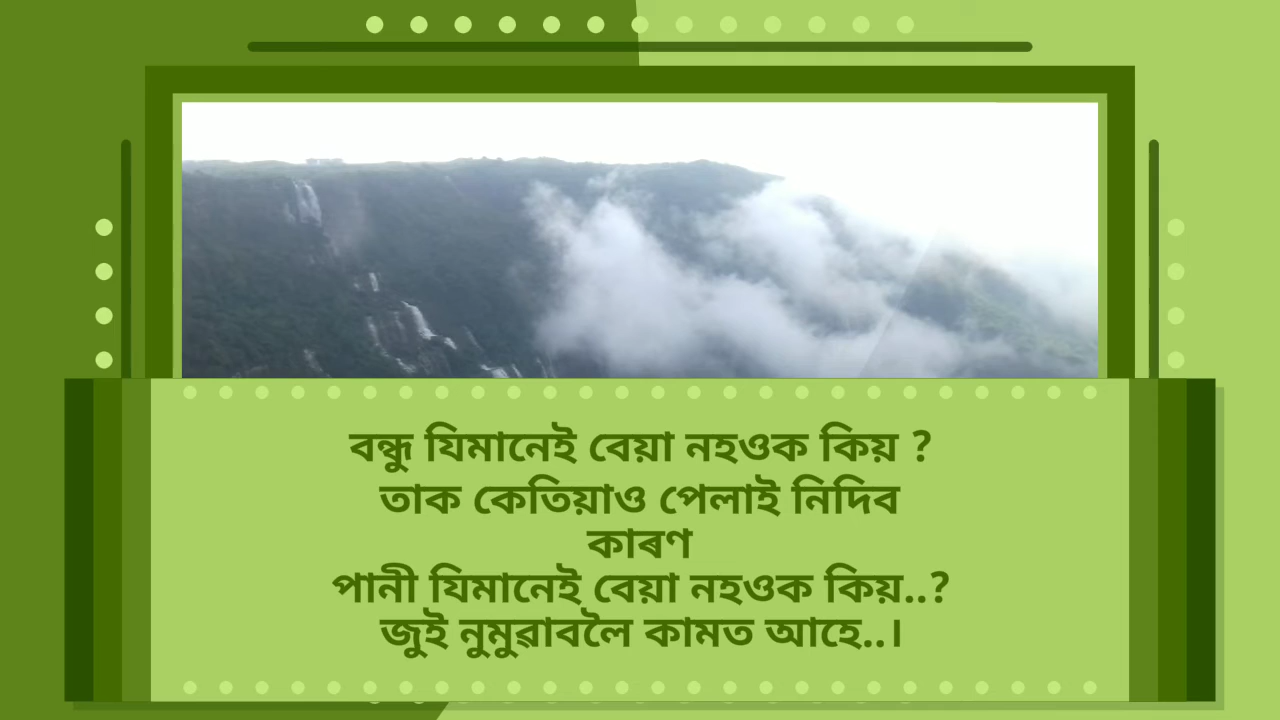 বন্ধু যিমানেই বেয়া নহওক কিয় ?
তাক কেতিয়াও পেলাই নিদিব
কাৰণ
পানী যিমানেই বেয়া নহওক কিয়..?
জুই নুমুৱাবলৈ কামত আহে..।